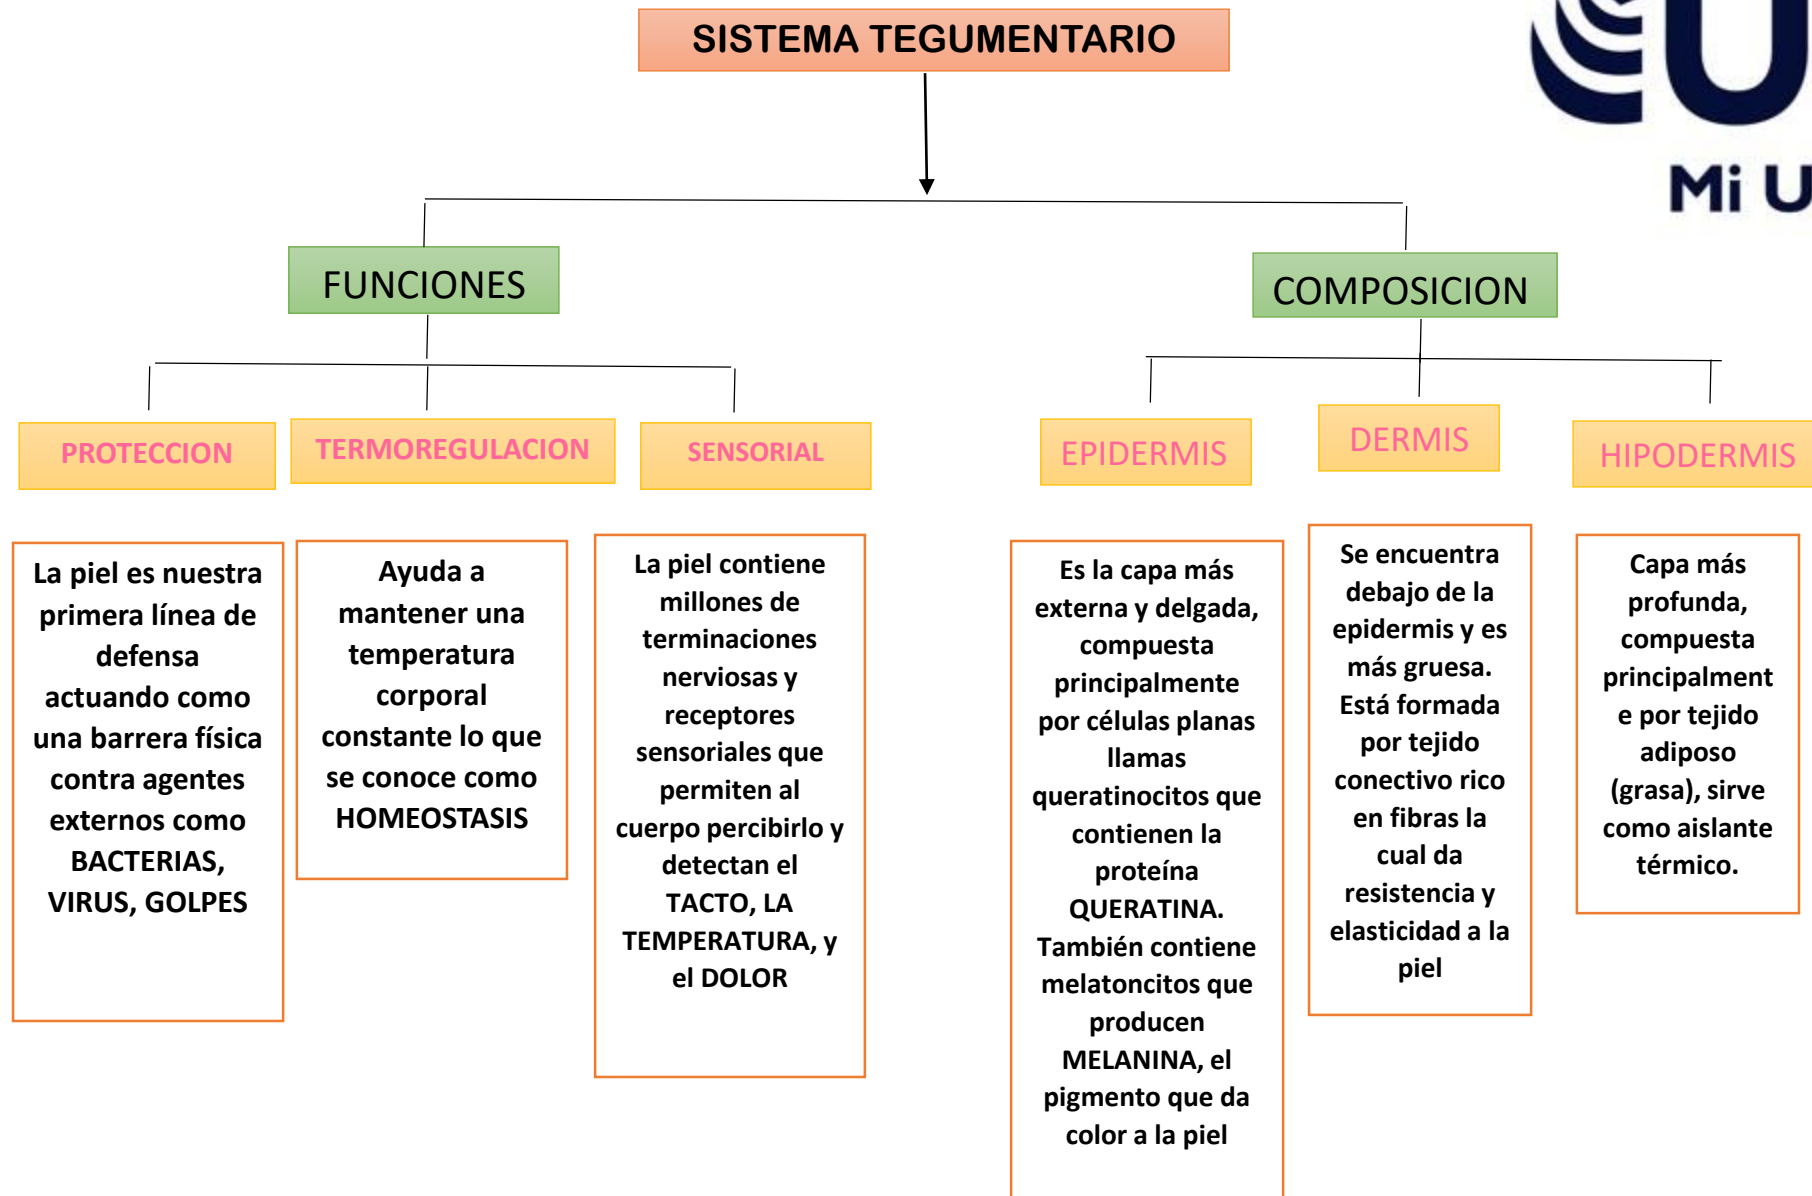 SISTEMA TEGUMENTARIO
U
Mi U
FUNCIONES
COMPOSICION
PROTECCION
TERMOREGULACION
SENSORIAL
EPIDERMIS
DERMIS
HIPODERMIS
La piel es nuestra
primera línea de
defensa
actuando como
una barrera física
contra agentes
externos como
BACTERIAS,
VIRUS, GOLPES
Ayuda a
mantener una
temperatura
corporal
constante lo que
se conoce como
HOMEOSTASIS
La piel contiene
millones de
terminaciones
nerviosas y
receptores
sensoriales que
permiten al
cuerpo percibirlo y
detectan el
TACTO, LA
TEMPERATURA, y
el DOLOR
Es la capa más
externa y delgada,
compuesta
principalmente
por células planas
llamas
queratinocitos que
contienen la
proteína
QUERATINA.
También contiene
melatoncitos que
producen
MELANINA, el
pigmento que da
color a la piel
Se encuentra
debajo de la
epidermis y es
más gruesa.
Está formada
por tejido
conectivo rico
en fibras la
cual da
resistencia y
elasticidad a la
piel
Capa más
profunda,
compuesta
principalment
e por tejido
adiposo
(grasa), sirve
como aislante
térmico.